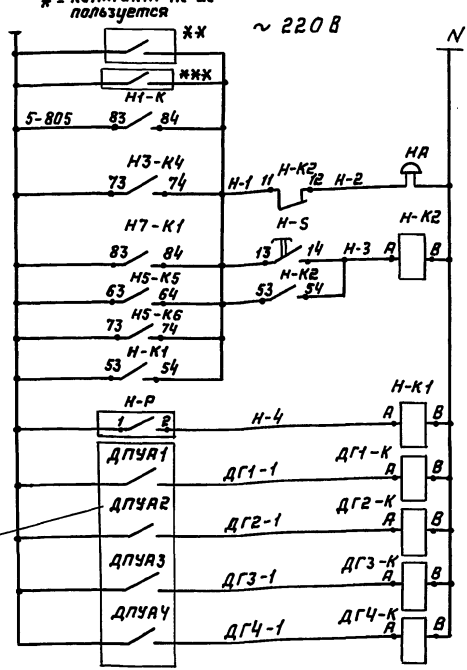 пользуется
**
~ 220 В
N
***
Н1-К
5-805 83 84
Н3-К4
73 74 Н-1 11 Н-К2 12 Н-2 НА
Н7-К1 Н-S Н-К2
83 84 13 14 Н-3 А В
Н5-К5 Н-К2
63 64 53 54
Н5-К6
73 74
Н-К1
53 54
Н-Р Н-К1
1 2 Н-4 А В
ДПУА1 ДГ1-К
ДГ1-1 А В
ДПУА2 ДГ2-К
ДГ2-1 А В
ДПУА3 ДГ3-К
ДГ3-1 А В
ДПУА4 ДГ4-К
ДГ4-1 А В